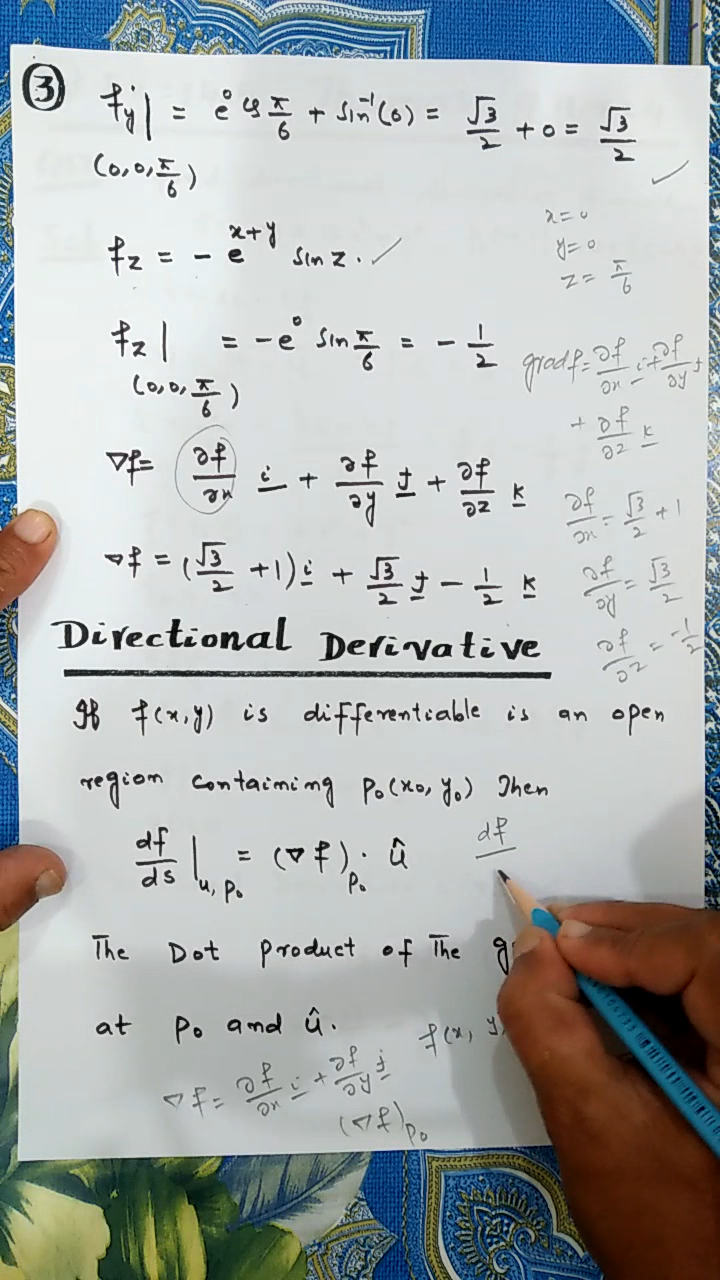 ③ fy| = e⁰ cos π/6 + sin⁻¹(0) = √3/2 + 0 = √3/2
(0,0,π/6)
x=0
y=0
z = π/6
fz = - e^(x+y) sin z.
fz| = -e⁰ sin π/6 = - 1/2
(0,0,π/6)
gradf = ∂f/∂x i + ∂f/∂y j
+ ∂f/∂z k
∇f = ∂f/∂x i + ∂f/∂y j + ∂f/∂z k
∂f/∂x = √3/2 + 1
∇f = (√3/2 + 1) i + √3/2 j - 1/2 k
∂f/∂y = √3/2
∂f/∂z = -1/2
Directional Derivative
If f(x,y) is differentiable is an open
region containing P₀(x₀, y₀) Then
df/ds |u, P₀ = (∇f)P₀ . û
df
The Dot product of The
at P₀ and û.
f(x, y
∇f = ∂f/∂x i + ∂f/∂y j
(∇f)P₀